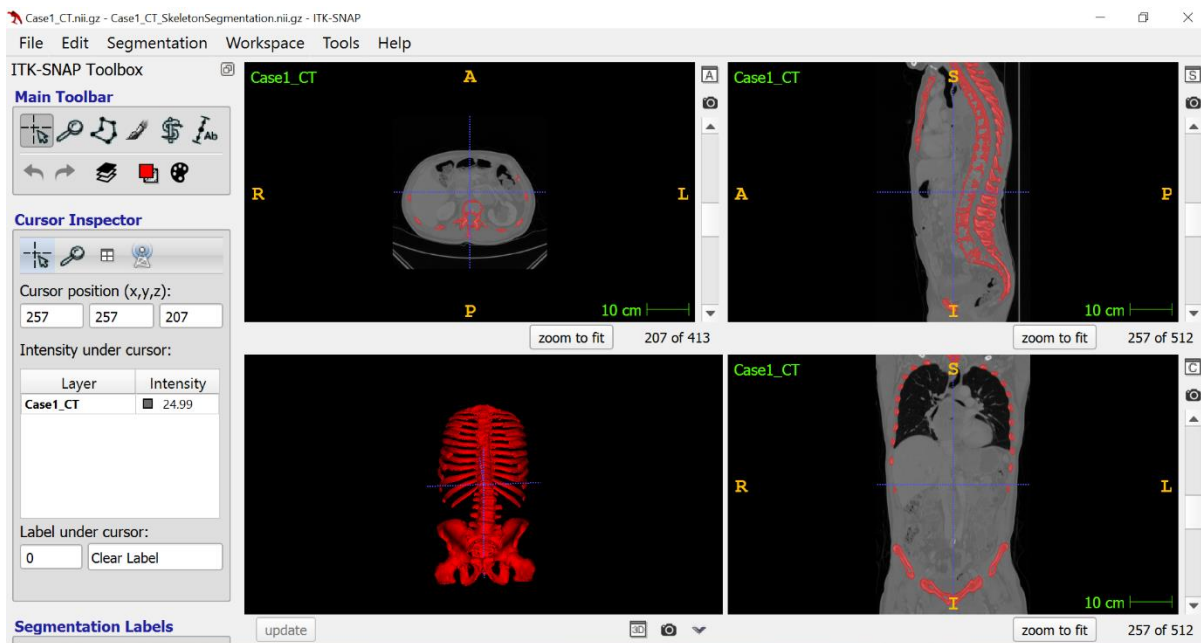 Case1_CT.nii.gz - Case1_CT_SkeletonSegmentation.nii.gz - ITK-SNAP
File Edit Segmentation Workspace Tools Help
ITK-SNAP Toolbox
Main Toolbar
Ab
Cursor Inspector
Cursor position (x,y,z):
257 257 207
Intensity under cursor:
Layer Intensity
Case1_CT 24.99
Label under cursor:
0 Clear Label
Segmentation Labels
Case1_CT
A
R
L
P
10 cm
A
zoom to fit 207 of 413
Case1_CT
S
A
P
I
10 cm
S
zoom to fit 257 of 512
update
3D
Case1_CT
S
R
L
I
10 cm
C
zoom to fit 257 of 512